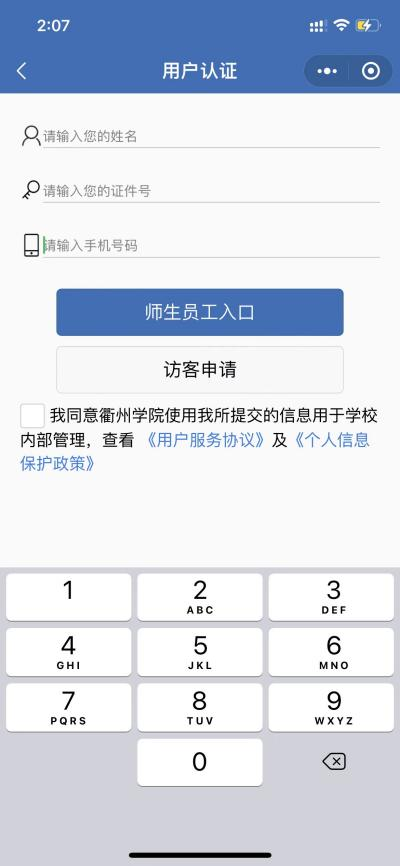 2:07
用户认证
请输入您的姓名
请输入您的证件号
请输入手机号码
师生员工入口
访客申请
我同意衢州学院使用我所提交的信息用于学校
内部管理，查看 《用户服务协议》及《个人信息
保护政策》
1
2
ABC
3
DEF
4
GHI
5
JKL
6
MNO
7
PQRS
8
TUV
9
WXYZ
0